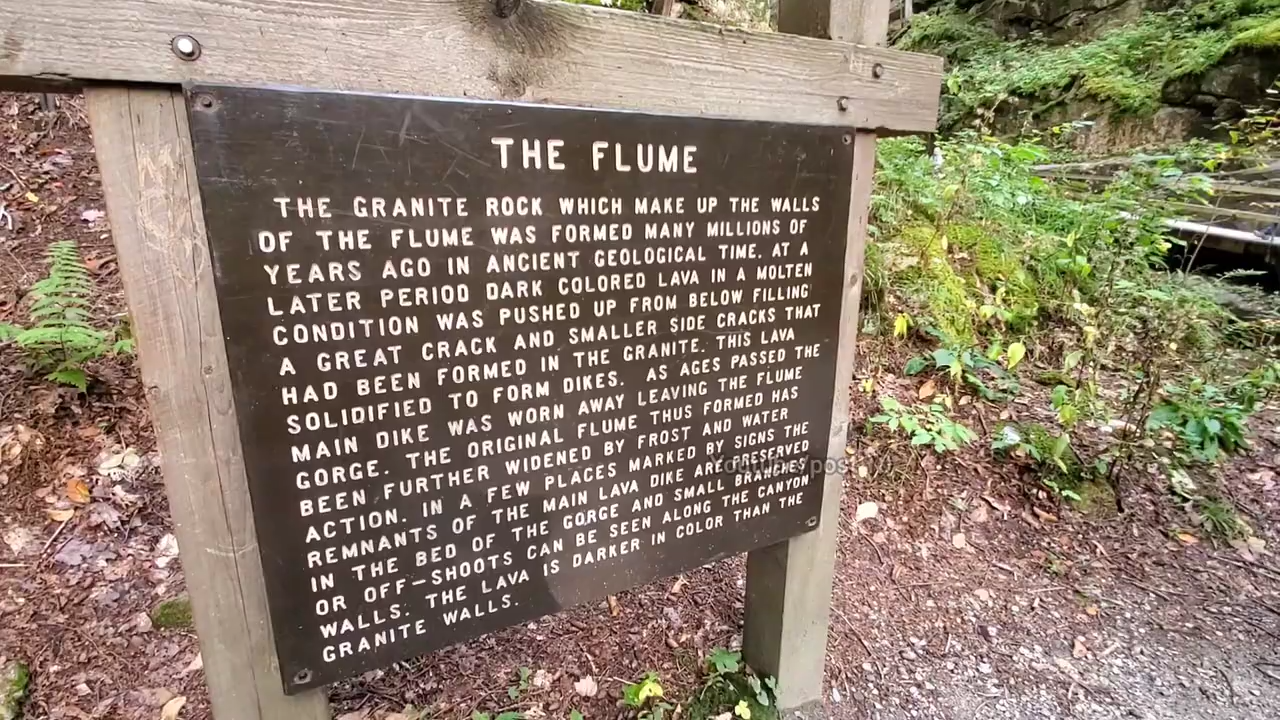 THE FLUME
THE GRANITE ROCK WHICH MAKE UP THE WALLS
OF THE FLUME WAS FORMED MANY MILLIONS OF
YEARS AGO IN ANCIENT GEOLOGICAL TIME. AT A
LATER PERIOD DARK COLORED LAVA IN A MOLTEN
CONDITION WAS PUSHED UP FROM BELOW FILLING
A GREAT CRACK AND SMALLER SIDE CRACKS THAT
HAD BEEN FORMED IN THE GRANITE. THIS LAVA
SOLIDIFIED TO FORM DIKES. AS AGES PASSED THE
MAIN DIKE WAS WORN AWAY LEAVING THE FLUME
GORGE. THE ORIGINAL FLUME THUS FORMED HAS
BEEN FURTHER WIDENED BY FROST AND WATER
ACTION. IN A FEW PLACES MARKED BY SIGNS THE
REMNANTS OF THE MAIN LAVA DIKE ARE PRESERVED
IN THE BED OF THE GORGE AND SMALL BRANCHES
OR OFF-SHOOTS CAN BE SEEN ALONG THE CANYON
WALLS. THE LAVA IS DARKER IN COLOR THAN THE
GRANITE WALLS.